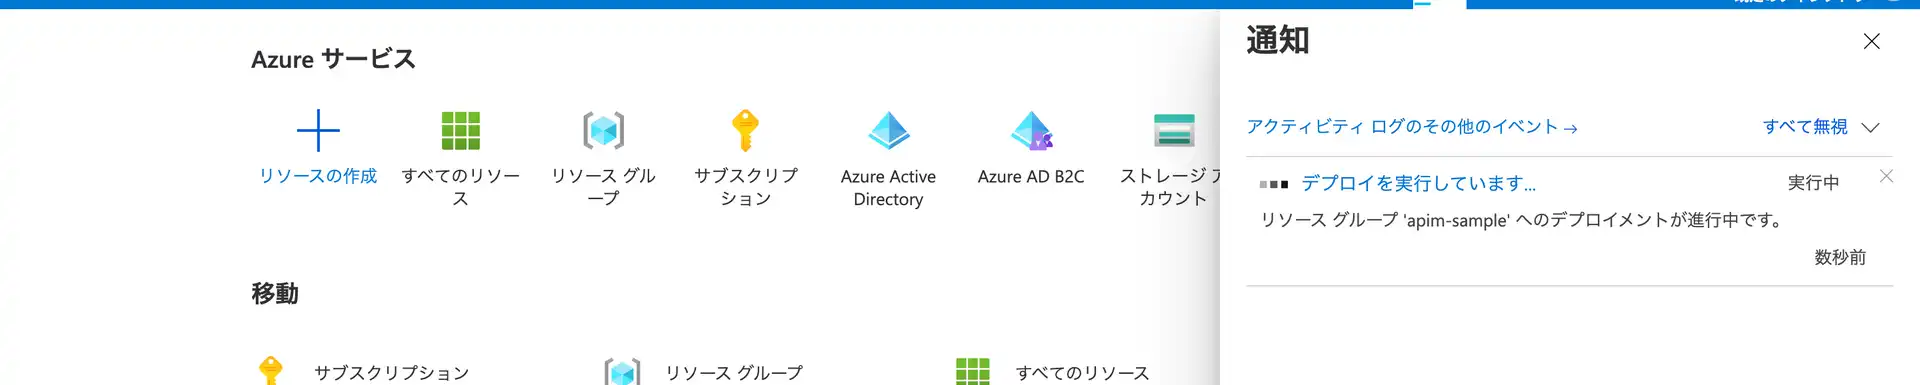 Azure サービス
リソースの作成
すべてのリソー
ス
リソース グル
ープ
サブスクリプ
ション
Azure Active
Directory
Azure AD B2C
ストレージ ア
カウント
移動
サブスクリプション
リソース グループ
すべてのリソース
通知
アクティビティ ログのその他のイベント →
すべて無視
デプロイを実行しています...
実行中
リソース グループ 'apim-sample' へのデプロイメントが進行中です。
数秒前